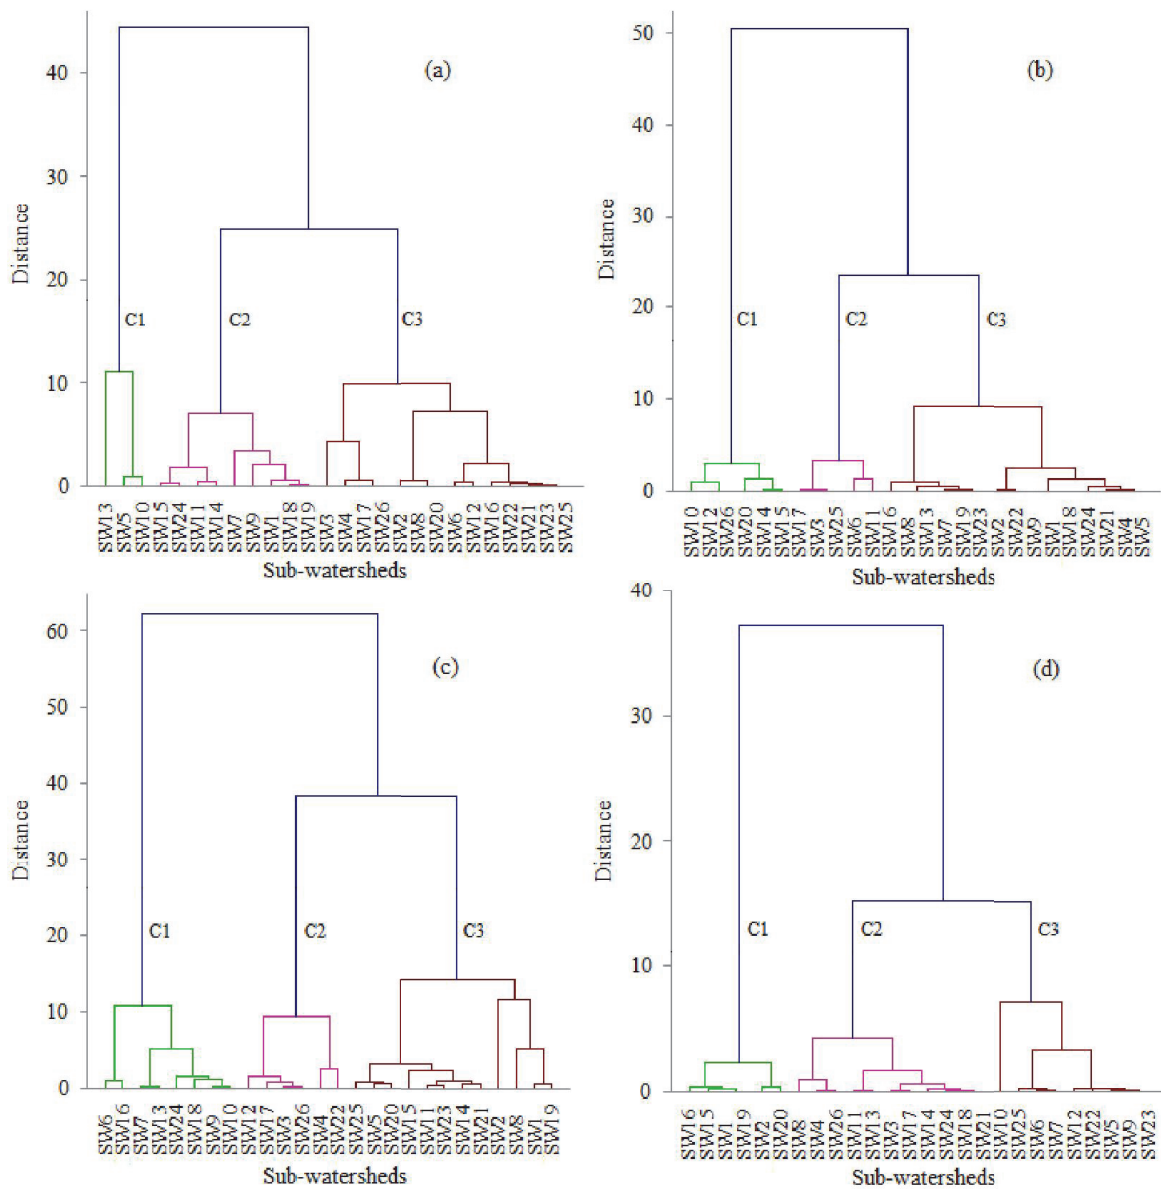 (a)
40
30
20
10
0
Distance
C1
C2
C3
SW13
SW5
SW10
SW15
SW24
SW11
SW14
SW7
SW9
SW1
SW18
SW19
SW3
SW4
SW17
SW26
SW2
SW8
SW20
SW6
SW12
SW16
SW22
SW21
SW23
SW25
Sub-watersheds
(b)
50
40
30
20
10
0
Distance
C1
C2
C3
SW10
SW12
SW26
SW20
SW14
SW15
SW17
SW3
SW25
SW6
SW11
SW16
SW8
SW13
SW7
SW19
SW23
SW2
SW22
SW9
SW1
SW18
SW24
SW21
SW4
SW5
Sub-watersheds
(c)
60
50
40
30
20
10
0
Distance
C1
C2
C3
SW6
SW16
SW7
SW13
SW24
SW18
SW9
SW10
SW12
SW17
SW3
SW26
SW4
SW22
SW25
SW5
SW20
SW15
SW11
SW23
SW14
SW21
SW2
SW8
SW1
SW19
Sub-watersheds
(d)
40
30
20
10
0
Distance
C1
C2
C3
SW16
SW15
SW1
SW19
SW2
SW20
SW8
SW4
SW26
SW11
SW13
SW3
SW17
SW14
SW24
SW18
SW21
SW10
SW25
SW6
SW7
SW12
SW22
SW5
SW9
SW23
Sub-watersheds